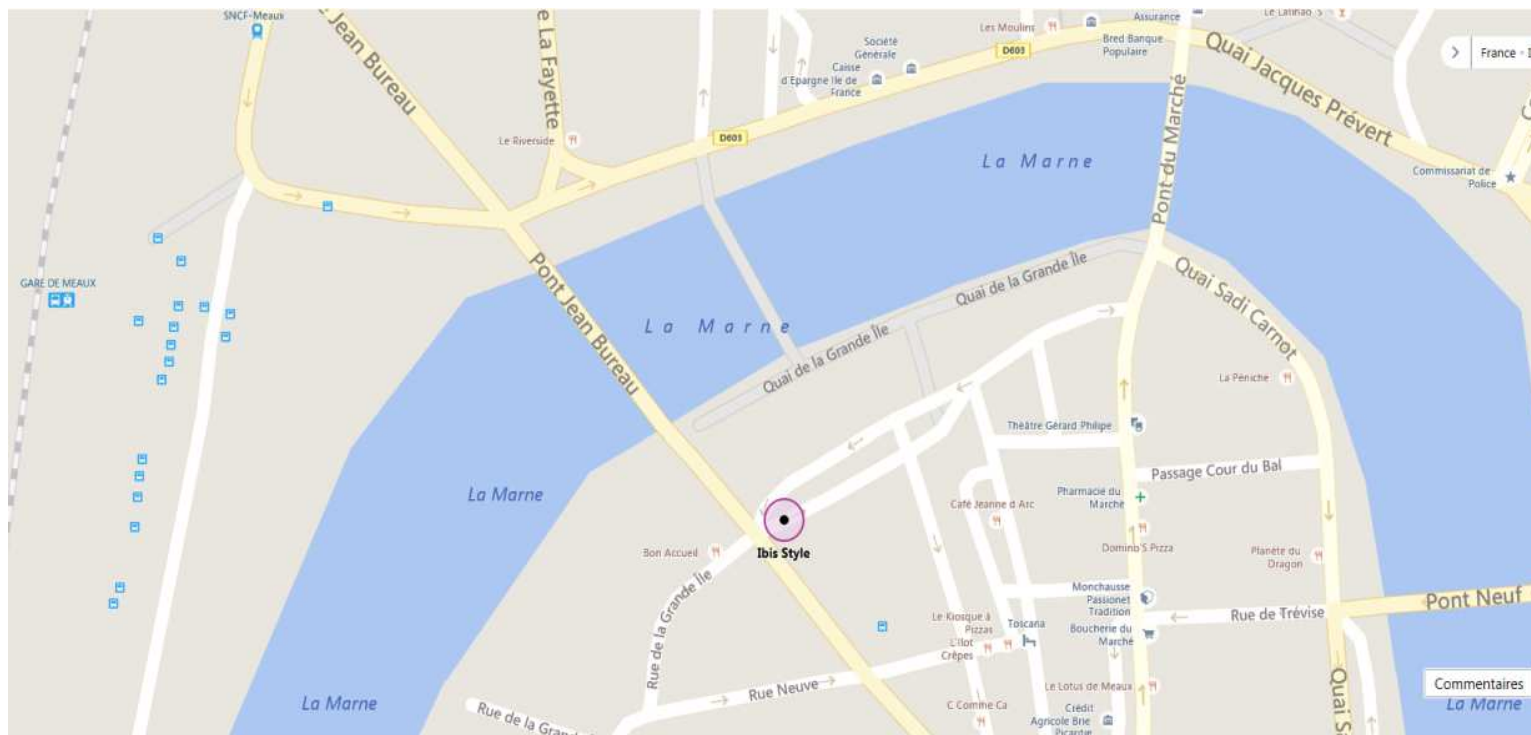 SNCF-Meaux
e Jean Bureau
e La Fayette
Les Moulins
Assurance
Bred Banque
Populaire
Société
Générale
Caisse
d'Epargne Ile de
France
D603
Quai Jacques Prévert
France
Le Riverside
D603
La Marne
Pont du Marché
Commissariat de
Police
GARE DE MEAUX
Pont Jean Bureau
La Marne
Quai de la Grande Île
Quai de la Grande Île
Quai Sadi Carnot
La Péniche
Théâtre Gérard Philipe
Passage Cour du Bal
La Marne
Pharmacie du
Marché
Café Jeanne d Arc
Domino'S Pizza
Planète du
Dragon
Ibis Style
Bon Accueil
Rue de la Grande Île
Monchausse
Passionet
Tradition
Pont Neuf
Rue de Trévise
Le Kiosque à
Pizzas
Toscana
L'Ilot
Crêpes
Boucherie du
Marché
Rue Neuve
Le Lotus de Meaux
Commentaires
La Marne
La Marne
Quai S
Rue de la Grand
C Comme Ca
Crédit
Agricole Brie
Picardie